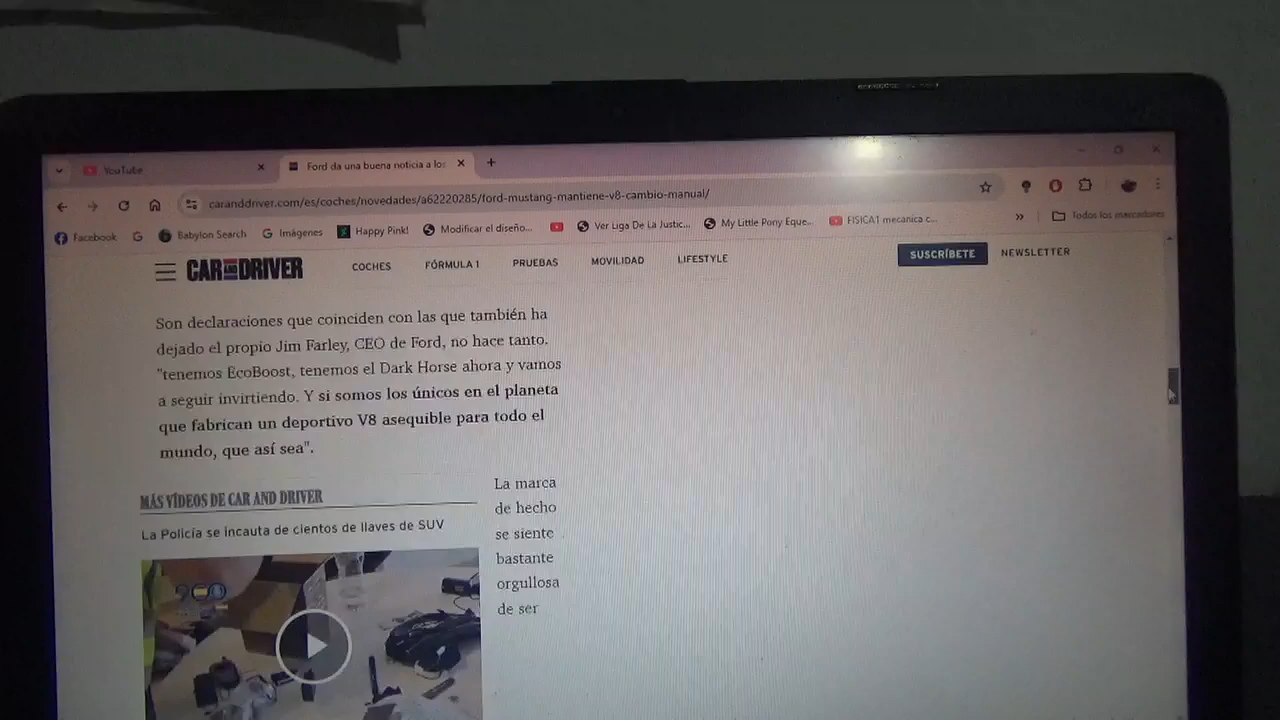 YouTube
Ford da una buena noticia a los
caranddriver.com/es/coches/novedades/a62220285/ford-mustang-mantiene-v8-cambio-manual/
Facebook
Babylon Search
Imágenes
Happy Pink!
Modificar el diseño...
Ver Liga De La Justic...
My Little Pony Eque...
FISICA1 mecanica c...
Todos los marcadores
CAR AND DRIVER
COCHES
FÓRMULA 1
PRUEBAS
MOVILIDAD
LIFESTYLE
SUSCRÍBETE
NEWSLETTER
Son declaraciones que coinciden con las que también ha
dejado el propio Jim Farley, CEO de Ford, no hace tanto.
"tenemos EcoBoost, tenemos el Dark Horse ahora y vamos
a seguir invirtiendo. Y si somos los únicos en el planeta
que fabrican un deportivo V8 asequible para todo el
mundo, que así sea".
MÁS VÍDEOS DE CAR AND DRIVER
La Policía se incauta de cientos de llaves de SUV
La marca
de hecho
se siente
bastante
orgullosa
de ser